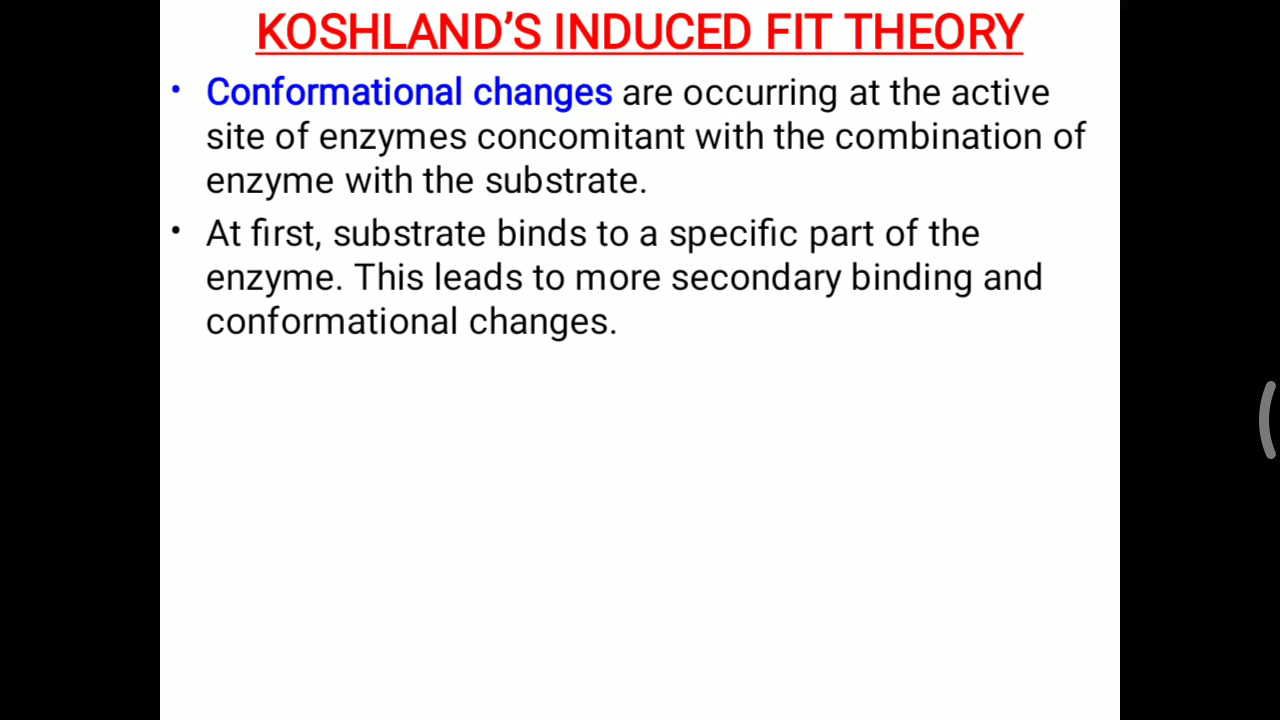 KOSHLAND’S INDUCED FIT THEORY
• Conformational changes are occurring at the active
site of enzymes concomitant with the combination of
enzyme with the substrate.
• At first, substrate binds to a specific part of the
enzyme. This leads to more secondary binding and
conformational changes.